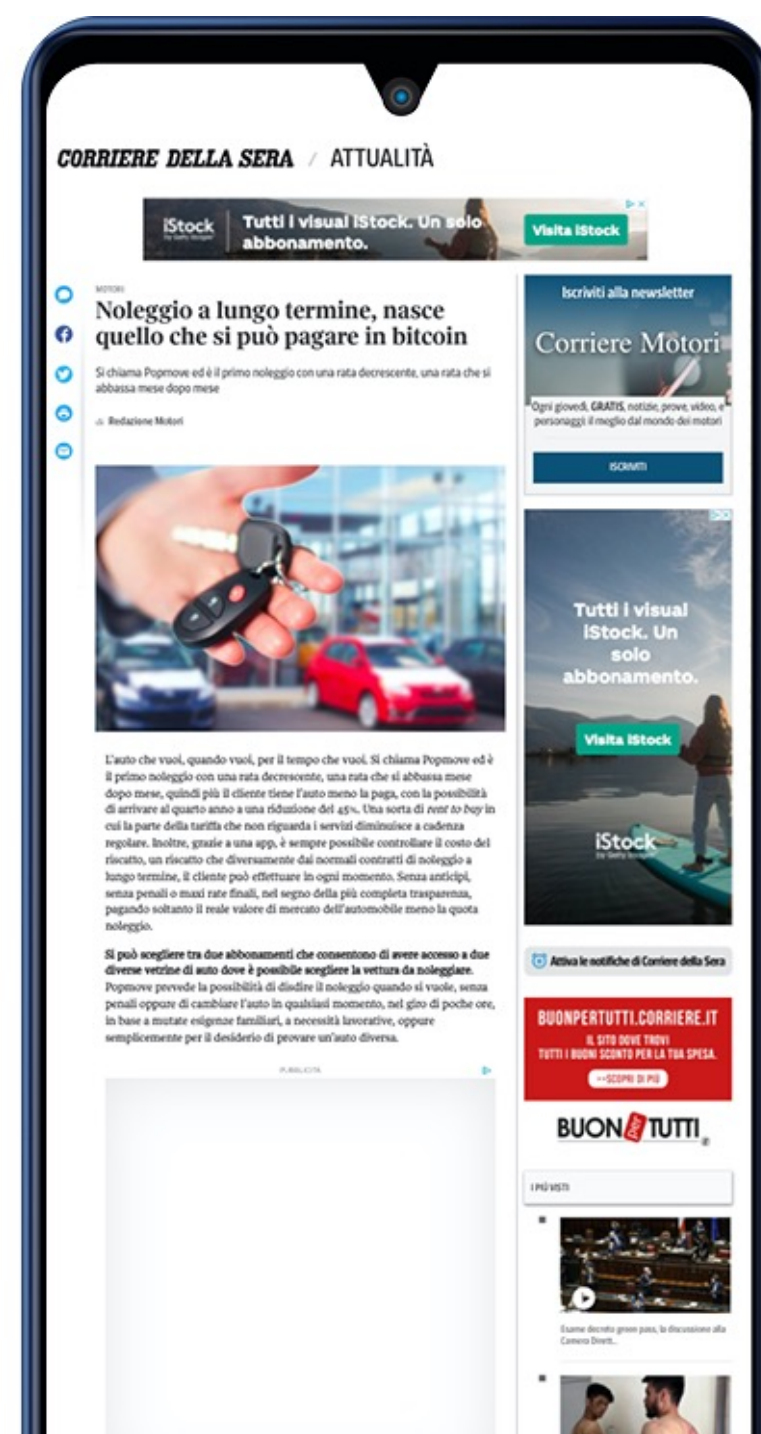 CORRIERE DELLA SERA / ATTUALITÀ
iStock
by Getty Images
Tutti i visual iStock. Un solo
abbonamento.
Visita iStock
MOTORI
Noleggio a lungo termine, nasce
quello che si può pagare in bitcoin
Si chiama Popmove ed è il primo noleggio con una rata decrescente, una rata che si
abbassa mese dopo mese
di Redazione Motori
L'auto che vuoi, quando vuoi, per il tempo che vuoi. Si chiama Popmove ed è
il primo noleggio con una rata decrescente, una rata che si abbassa mese
dopo mese, quindi più il cliente tiene l'auto meno la paga, con la possibilità
di arrivare al quarto anno a una riduzione del 45%. Una sorta di rent to buy in
cui la parte della tariffa che non riguarda i servizi diminuisce a cadenza
regolare. Inoltre, grazie a una app, è sempre possibile controllare il costo del
riscatto, un riscatto che diversamente dai normali contratti di noleggio a
lungo termine, il cliente può effettuare in ogni momento. Senza anticipi,
senza penali o maxi rate finali, nel segno della più completa trasparenza,
pagando soltanto il reale valore di mercato dell'automobile meno la quota
noleggio.
Si può scegliere tra due abbonamenti che consentono di avere accesso a due
diverse vetrine di auto dove è possibile scegliere la vettura da noleggiare.
Popmove prevede la possibilità di disdire il noleggio quando si vuole, senza
penali oppure di cambiare l'auto in qualsiasi momento, nel giro di poche ore,
in base a mutate esigenze familiari, a necessità lavorative, oppure
semplicemente per il desiderio di provare un'auto diversa.
PUBBLICITÀ
Iscriviti alla newsletter
Corriere Motori
Ogni giovedì, GRATIS, notizie, prove, video, e
personaggi: il meglio dal mondo dei motori
ISCRIVITI
Tutti i visual
iStock. Un
solo
abbonamento.
Visita iStock
iStock
by Getty Images
Attiva le notifiche di Corriere della Sera
BUONPERTUTTI.CORRIERE.IT
IL SITO DOVE TROVI
TUTTI I BUONI SCONTO PER LA TUA SPESA.
>>SCOPRI DI PIÙ
BUON per TUTTI
I PIÙ VISTI
Esame decreto green pass, la discussione alla
Camera Dirett...